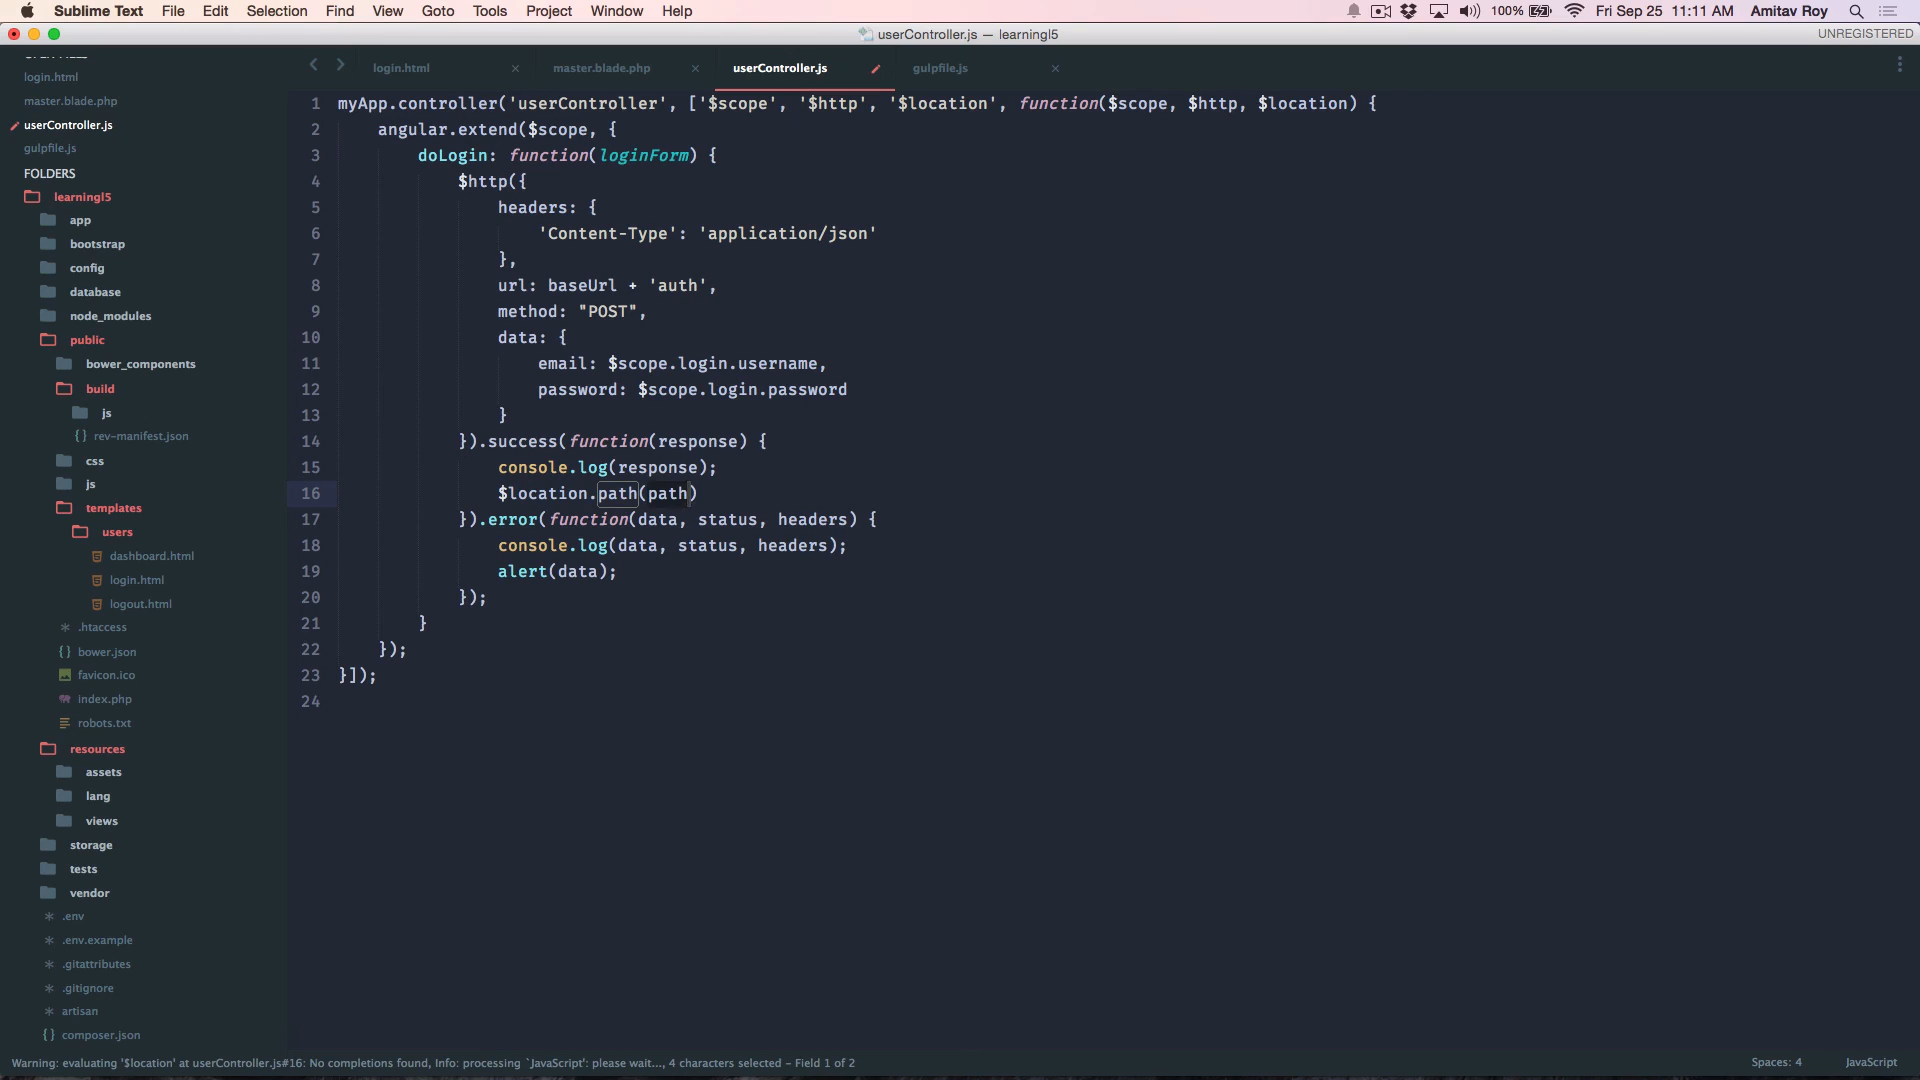 Sublime Text File Edit Selection Find View Goto Tools Project Window Help 100% Fri Sep 25 11:11 AM Amitav Roy
userController.js — learningl5 UNREGISTERED
login.html master.blade.php userController.js gulpfile.js
login.html
master.blade.php
userController.js
gulpfile.js
FOLDERS
learningl5
app
bootstrap
config
database
node_modules
public
bower_components
build
js
{} rev-manifest.json
css
js
templates
users
dashboard.html
login.html
logout.html
* .htaccess
{} bower.json
favicon.ico
index.php
robots.txt
resources
assets
lang
views
storage
tests
vendor
* .env
* .env.example
* .gitattributes
* .gitignore
* artisan
{} composer.json
1 myApp.controller('userController', ['$scope', '$http', '$location', function($scope, $http, $location) {
2 angular.extend($scope, {
3 doLogin: function(loginForm) {
4 $http({
5 headers: {
6 'Content-Type': 'application/json'
7 },
8 url: baseUrl + 'auth',
9 method: "POST",
10 data: {
11 email: $scope.login.username,
12 password: $scope.login.password
13 }
14 }).success(function(response) {
15 console.log(response);
16 $location.path(path)
17 }).error(function(data, status, headers) {
18 console.log(data, status, headers);
19 alert(data);
20 });
21 }
22 });
23 }]);
24
Warning: evaluating '$location' at userController.js#16: No completions found, Info: processing `JavaScript': please wait..., 4 characters selected – Field 1 of 2 Spaces: 4 JavaScript